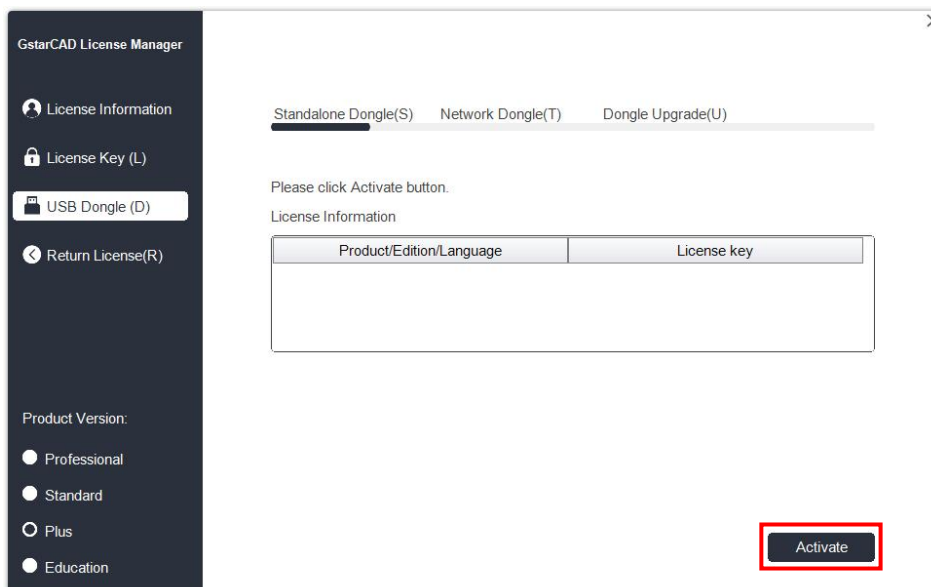 GstarCAD License Manager
License Information
License Key (L)
USB Dongle (D)
Return License(R)
Product Version:
Professional
Standard
Plus
Education
Standalone Dongle(S) Network Dongle(T) Dongle Upgrade(U)
Please click Activate button.
License Information
Product/Edition/Language License key
Activate